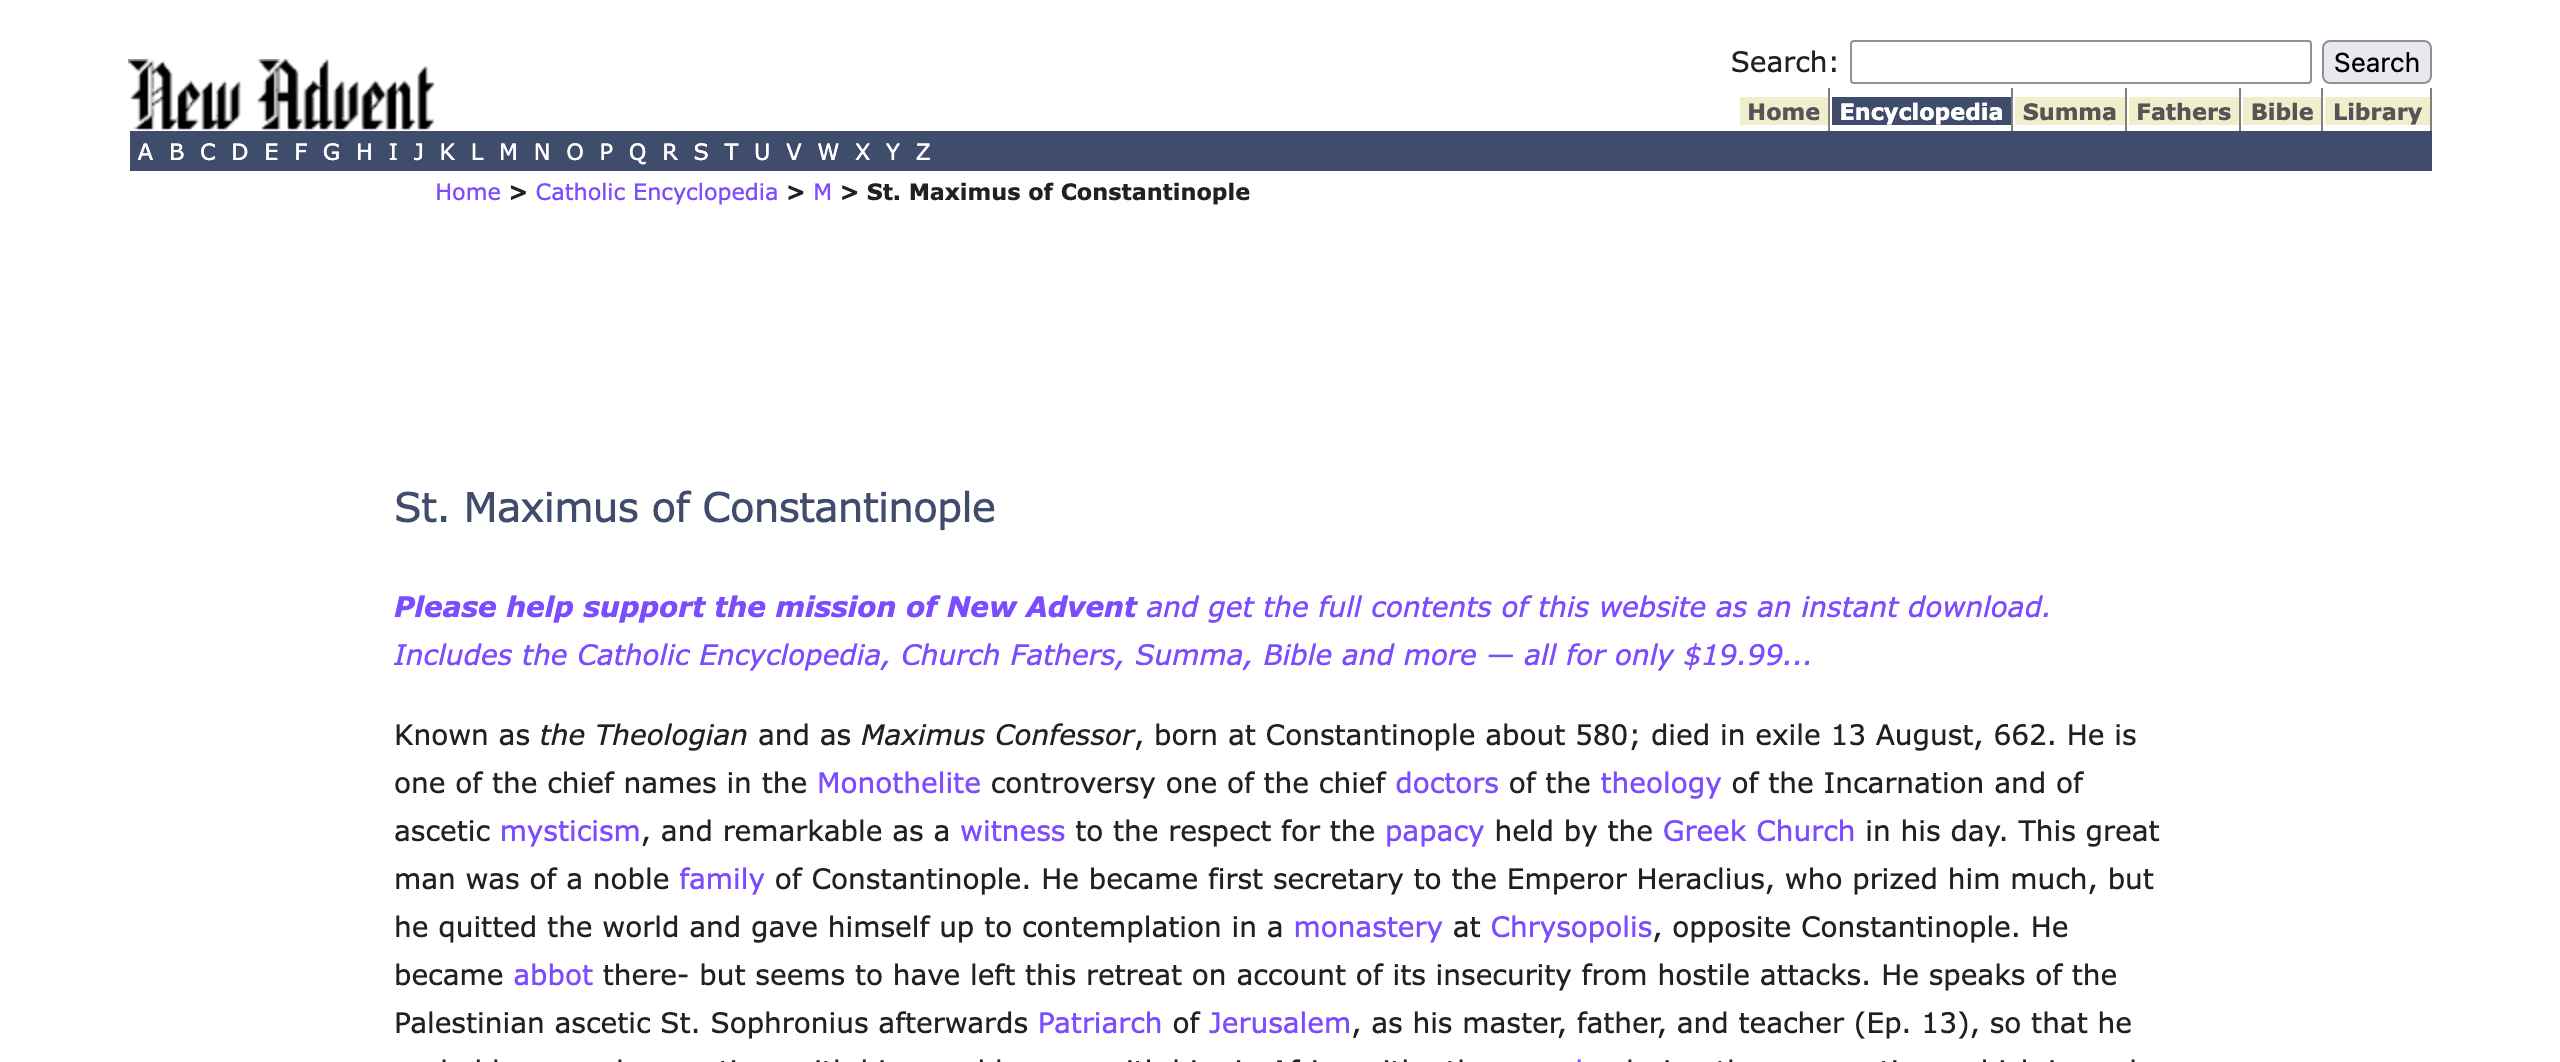 New Advent
Search: Search
Home Encyclopedia Summa Fathers Bible Library
A B C D E F G H I J K L M N O P Q R S T U V W X Y Z
Home > Catholic Encyclopedia > M > St. Maximus of Constantinople
St. Maximus of Constantinople
Please help support the mission of New Advent and get the full contents of this website as an instant download.
Includes the Catholic Encyclopedia, Church Fathers, Summa, Bible and more — all for only $19.99...
Known as the Theologian and as Maximus Confessor, born at Constantinople about 580; died in exile 13 August, 662. He is
one of the chief names in the Monothelite controversy one of the chief doctors of the theology of the Incarnation and of
ascetic mysticism, and remarkable as a witness to the respect for the papacy held by the Greek Church in his day. This great
man was of a noble family of Constantinople. He became first secretary to the Emperor Heraclius, who prized him much, but
he quitted the world and gave himself up to contemplation in a monastery at Chrysopolis, opposite Constantinople. He
became abbot there- but seems to have left this retreat on account of its insecurity from hostile attacks. He speaks of the
Palestinian ascetic St. Sophronius afterwards Patriarch of Jerusalem, as his master, father, and teacher (Ep. 13), so that he